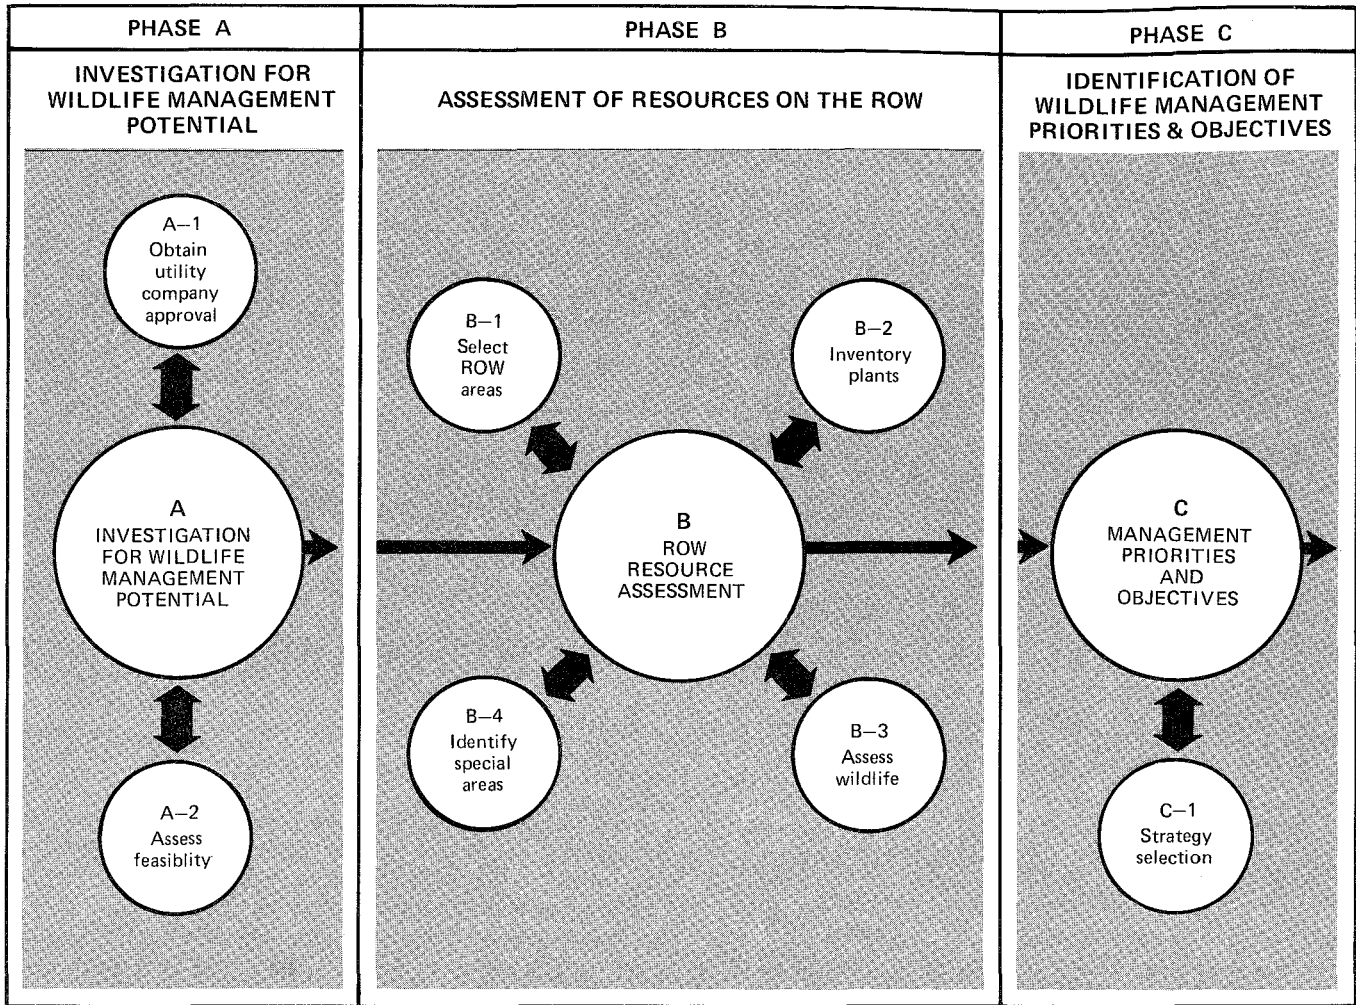 PHASE A
PHASE B
PHASE C
INVESTIGATION FOR
WILDLIFE MANAGEMENT
POTENTIAL
ASSESSMENT OF RESOURCES ON THE ROW
IDENTIFICATION OF
WILDLIFE MANAGEMENT
PRIORITIES & OBJECTIVES
A–1
Obtain
utility
company
approval
A
INVESTIGATION
FOR WILDLIFE
MANAGEMENT
POTENTIAL
A–2
Assess
feasiblity
B–1
Select
ROW
areas
B–2
Inventory
plants
B
ROW
RESOURCE
ASSESSMENT
B–4
Identify
special
areas
B–3
Assess
wildlife
C
MANAGEMENT
PRIORITIES
AND
OBJECTIVES
C–1
Strategy
selection